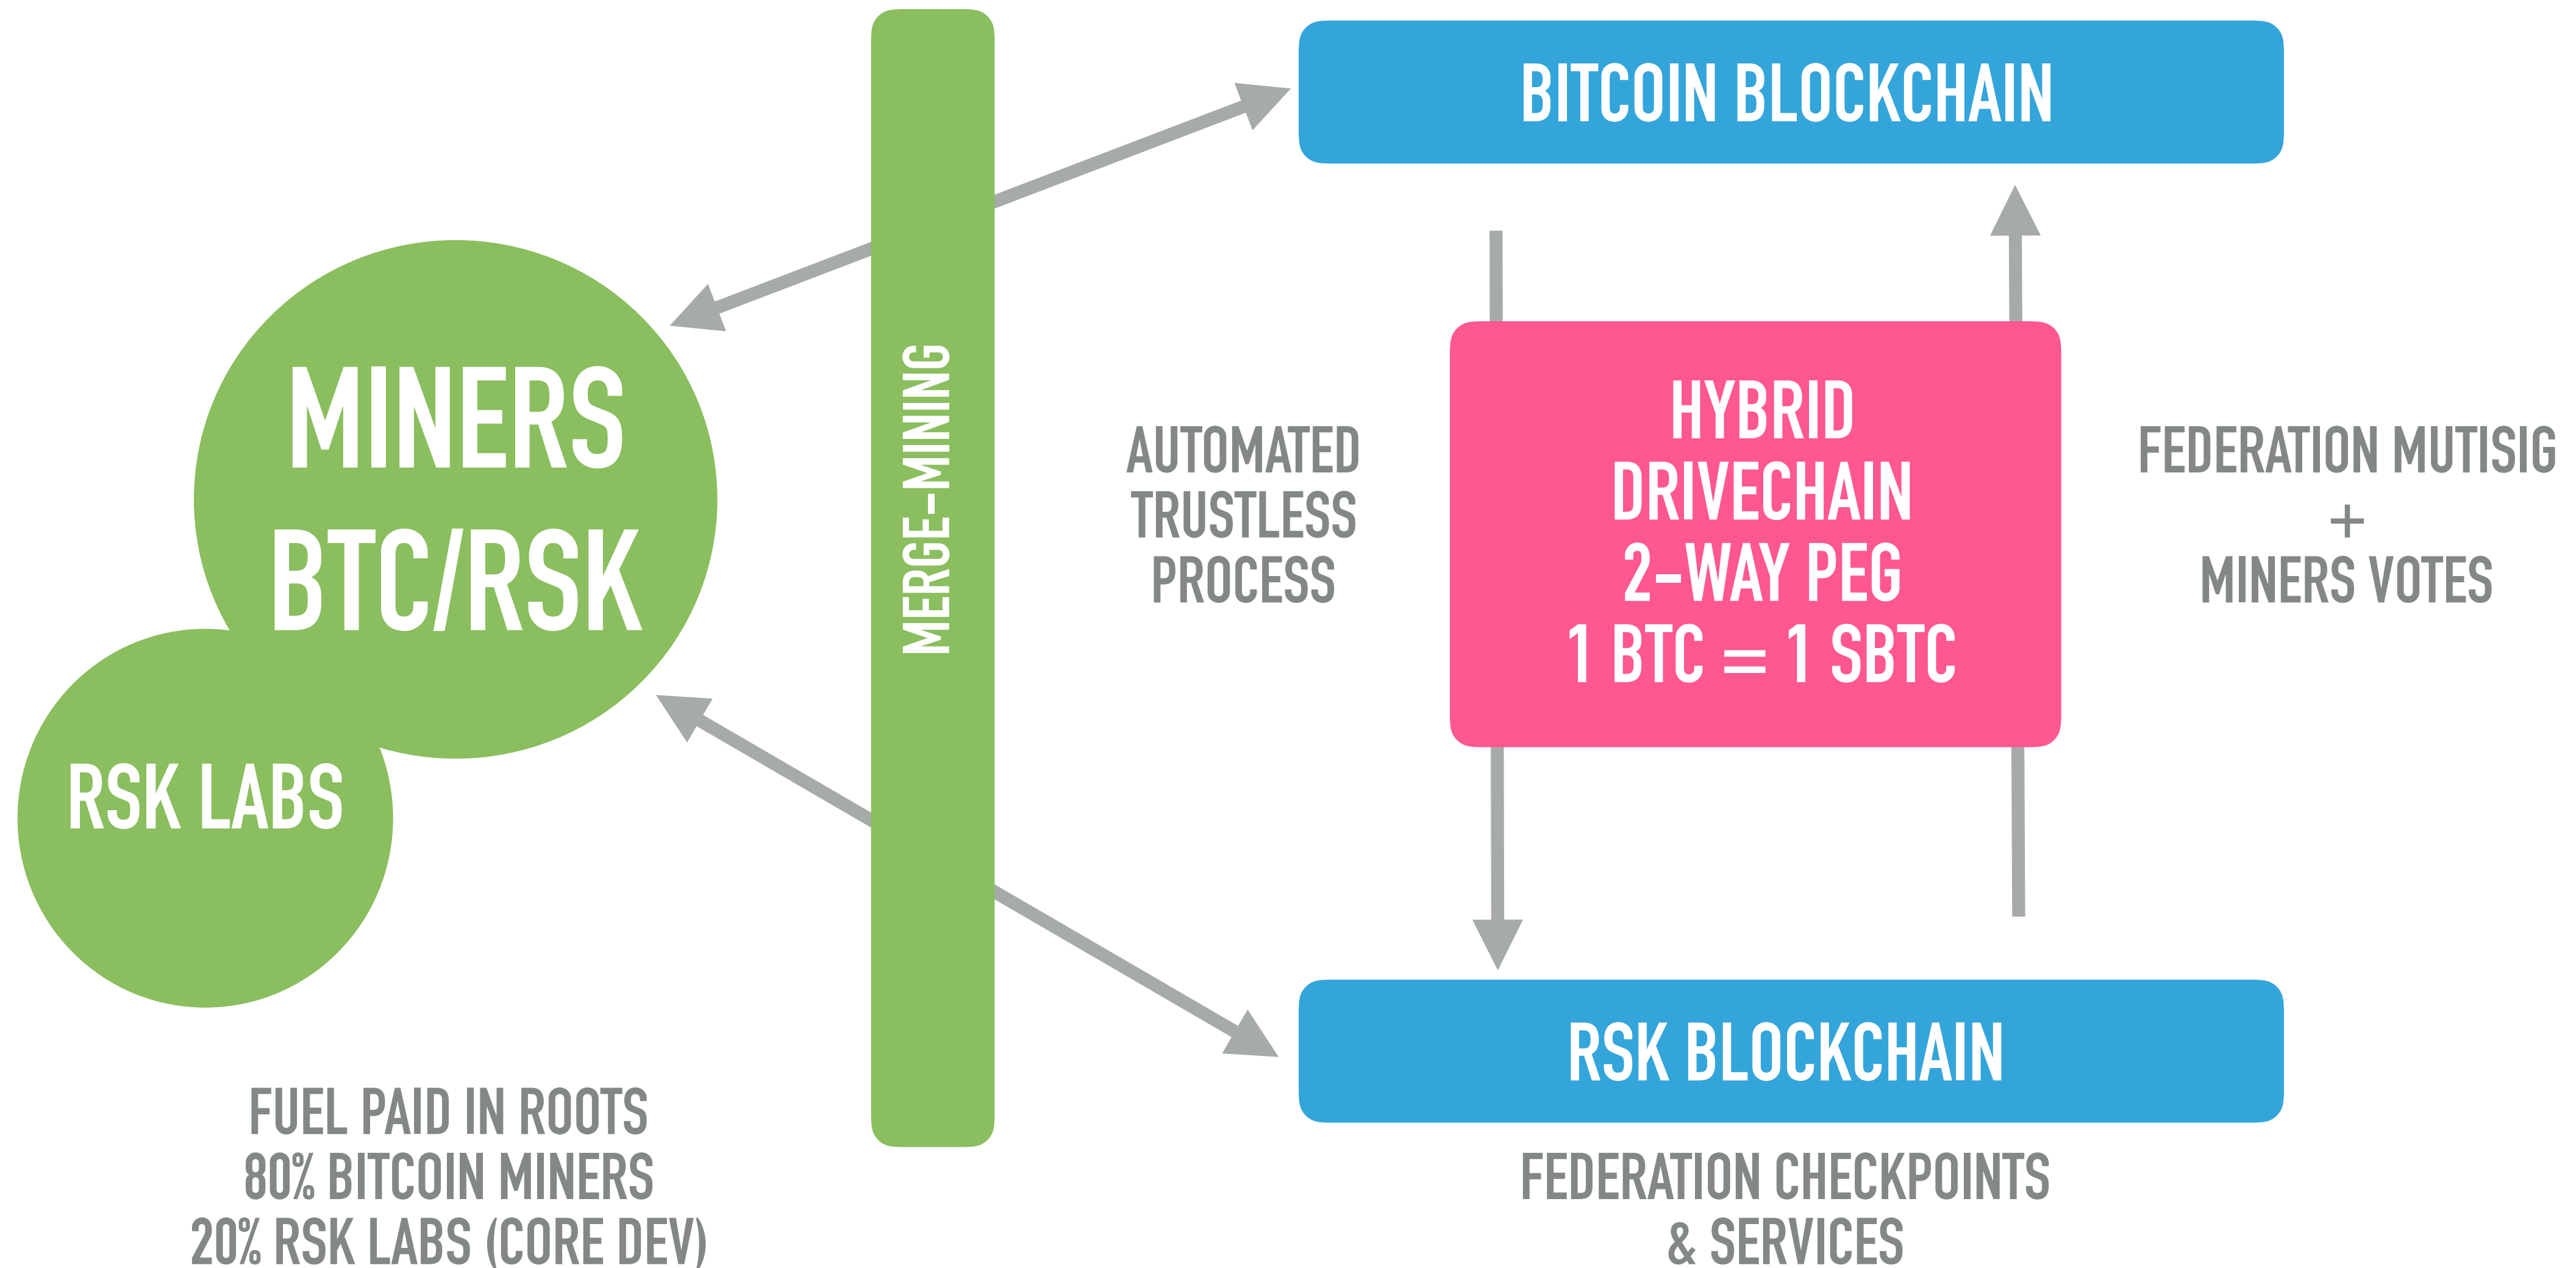 BITCOIN BLOCKCHAIN
MINERS
BTC/RSK
RSK LABS
MERGE-MINING
AUTOMATED
TRUSTLESS
PROCESS
HYBRID
DRIVECHAIN
2-WAY PEG
1 BTC = 1 SBTC
FEDERATION MUTISIG
+
MINERS VOTES
RSK BLOCKCHAIN
FUEL PAID IN ROOTS
80% BITCOIN MINERS
20% RSK LABS (CORE DEV)
FEDERATION CHECKPOINTS
& SERVICES